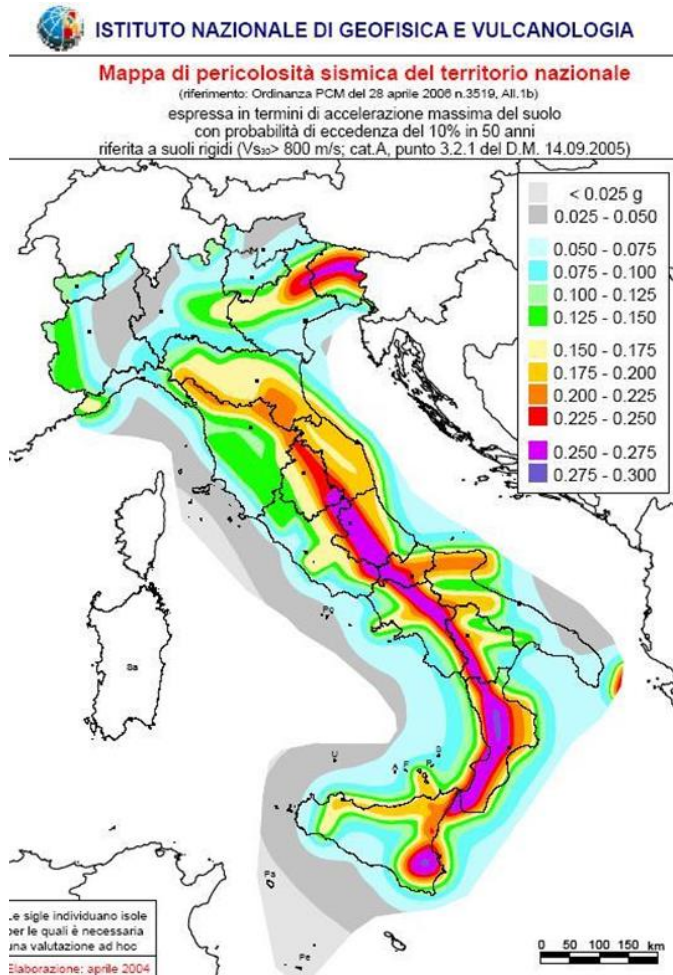 ISTITUTO NAZIONALE DI GEOFISICA E VULCANOLOGIA
Mappa di pericolosità sismica del territorio nazionale
(riferimento: Ordinanza PCM del 28 aprile 2006 n.3519, All.1b)
espressa in termini di accelerazione massima del suolo
con probabilità di eccedenza del 10% in 50 anni
riferita a suoli rigidi (Vs30> 800 m/s; cat.A, punto 3.2.1 del D.M. 14.09.2005)
< 0.025 g
0.025 - 0.050
0.050 - 0.075
0.075 - 0.100
0.100 - 0.125
0.125 - 0.150
0.150 - 0.175
0.175 - 0.200
0.200 - 0.225
0.225 - 0.250
0.250 - 0.275
0.275 - 0.300
Sa
U
A
F
Pa
Pe
Le sigle individuano isole
per le quali è necessaria
una valutazione ad hoc
Elaborazione: aprile 2004
0 50 100 150 km